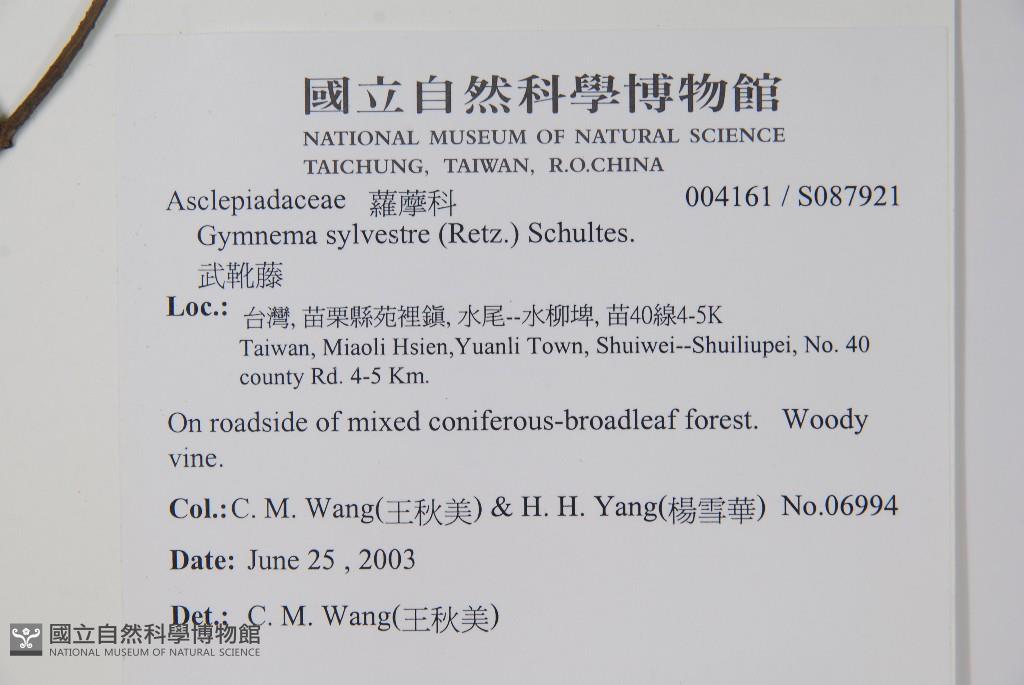 國立自然科學博物館
NATIONAL MUSEUM OF NATURAL SCIENCE
TAICHUNG, TAIWAN, R.O.CHINA
Asclepiadaceae 蘿藦科 004161 / S087921
Gymnema sylvestre (Retz.) Schultes.
武靴藤
Loc.: 台灣, 苗栗縣苑裡鎮, 水尾--水柳埤, 苗40線4-5K
Taiwan, Miaoli Hsien,Yuanli Town, Shuiwei--Shuiliupei, No. 40
county Rd. 4-5 Km.
On roadside of mixed coniferous-broadleaf forest. Woody
vine.
Col.: C. M. Wang(王秋美) & H. H. Yang(楊雪華) No.06994
Date: June 25 , 2003
Det.: C. M. Wang(王秋美)
國立自然科學博物館
NATIONAL MUSEUM OF NATURAL SCIENCE